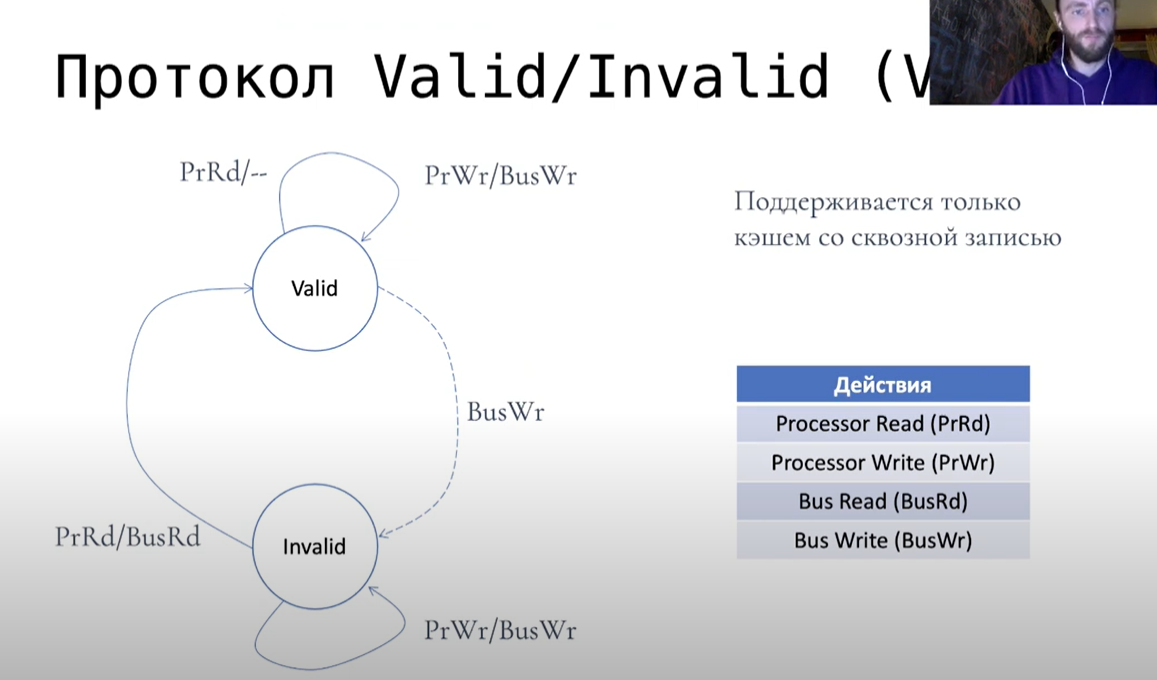 Протокол Valid/Invalid (V
PrRd/--
PrWr/BusWr
Поддерживается только
кэшем со сквозной записью
Valid
BusWr
Действия
Processor Read (PrRd)
Processor Write (PrWr)
Bus Read (BusRd)
Bus Write (BusWr)
PrRd/BusRd
Invalid
PrWr/BusWr